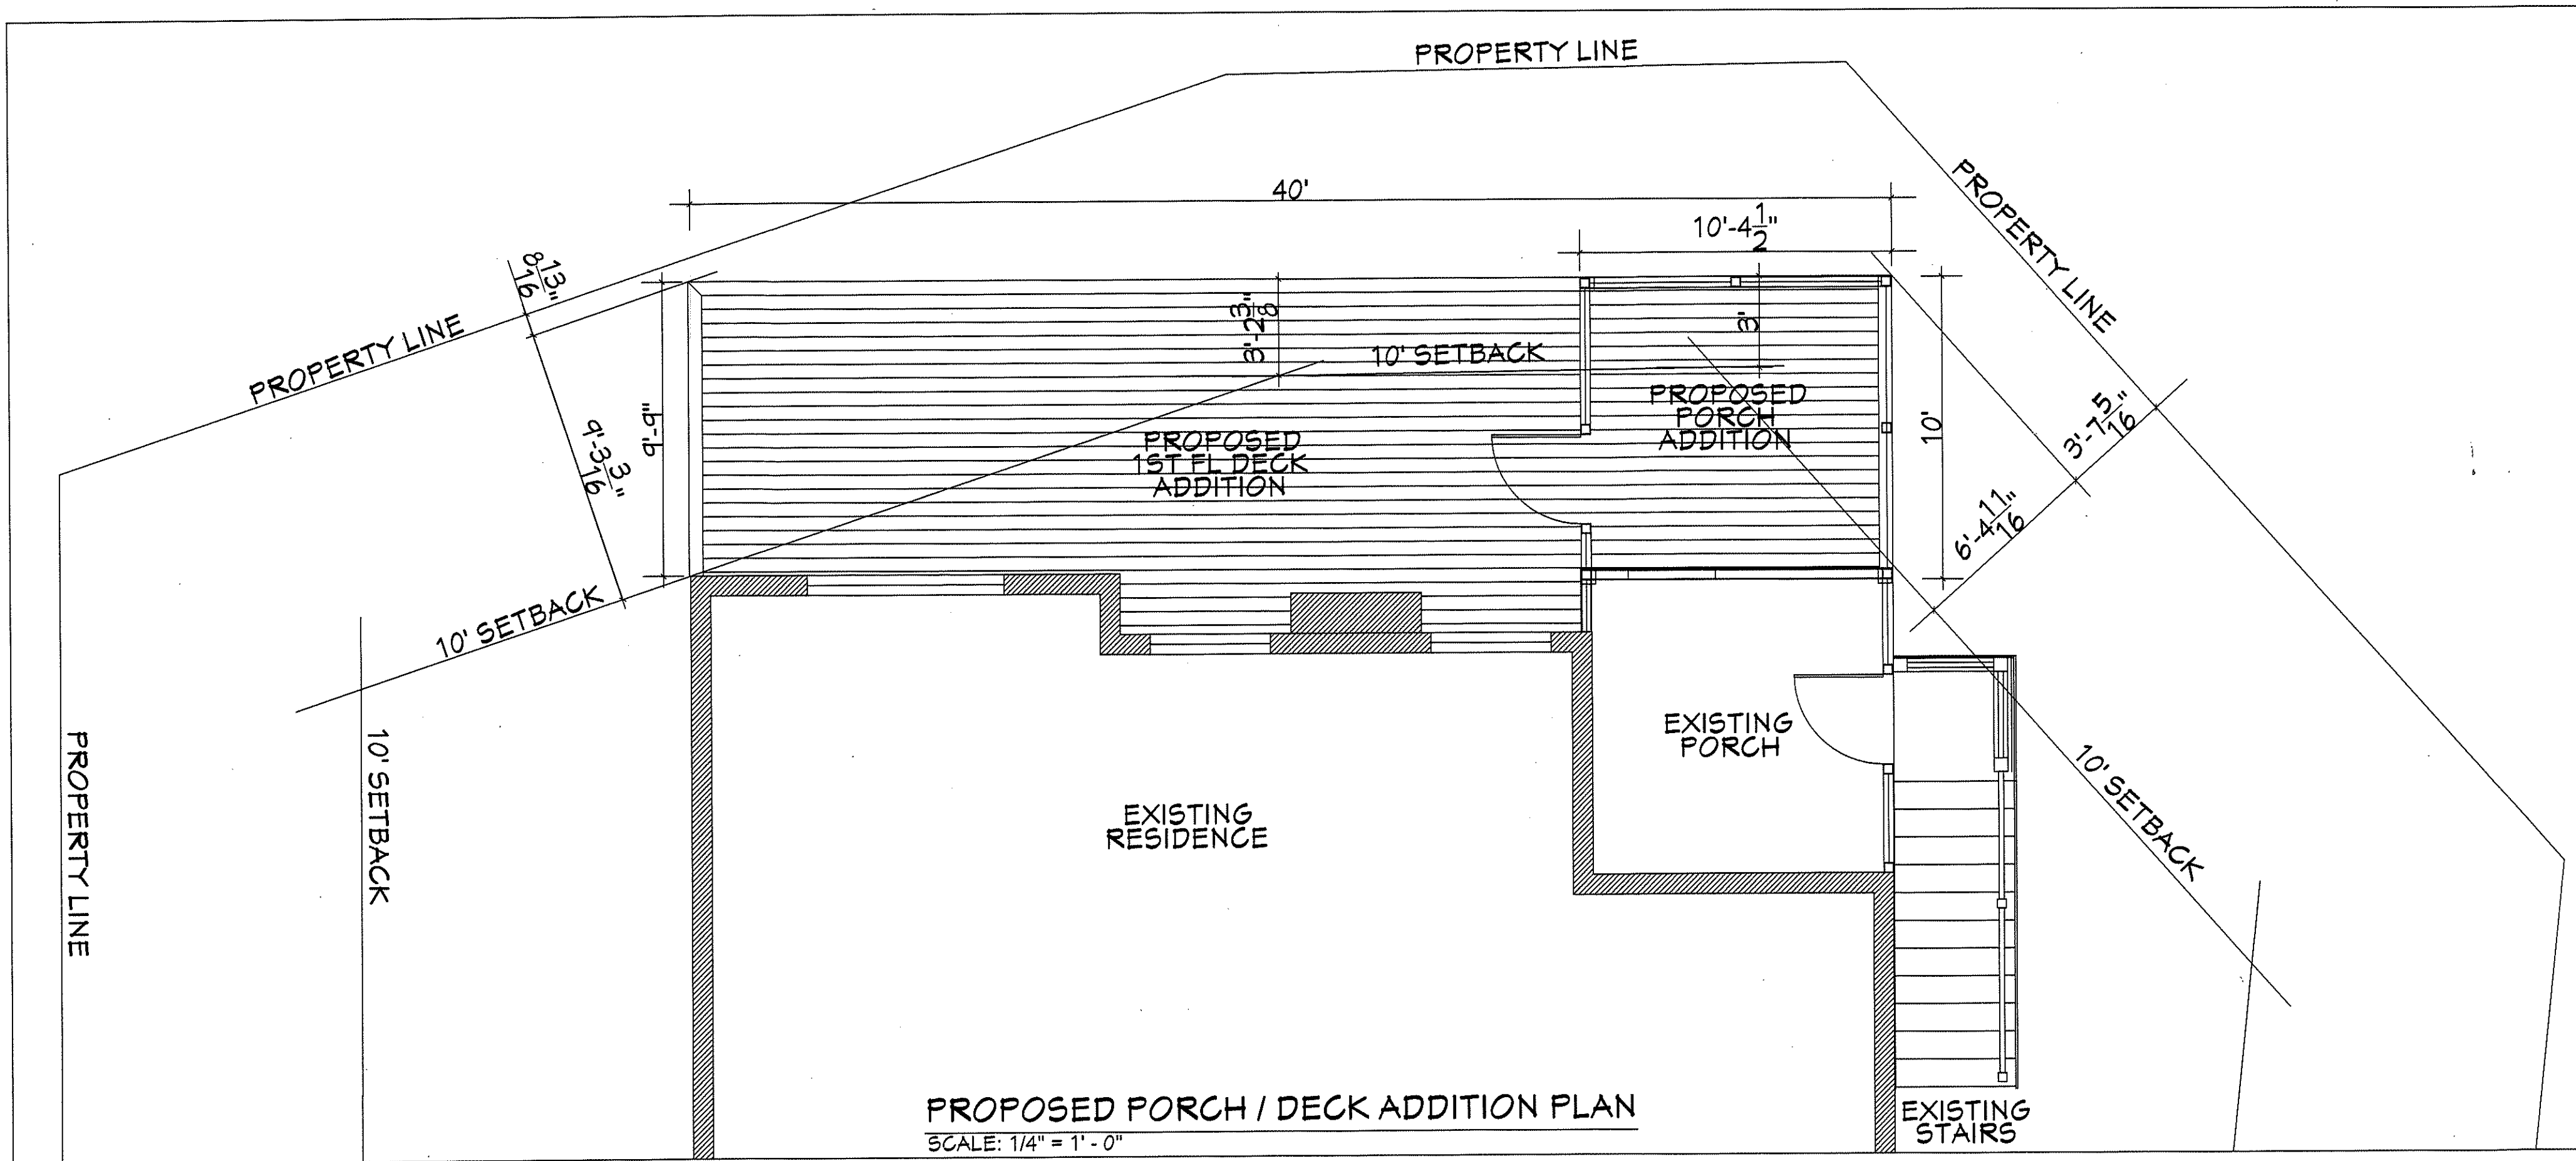 PROPERTY LINE
40'
10'-4 1/2"
PROPERTY LINE
8 13/16"
PROPERTY LINE
3'-2 3/8"
3'
10' SETBACK
PROPOSED
PORCH
ADDITION
10'
3'-7 5/16"
9'-3 3/16"
9'-9"
PROPOSED
1ST FL DECK
ADDITION
6'-4 11/16"
10' SETBACK
PROPERTY LINE
10' SETBACK
EXISTING
PORCH
10' SETBACK
EXISTING
RESIDENCE
PROPOSED PORCH / DECK ADDITION PLAN
SCALE: 1/4" = 1' - 0"
EXISTING
STAIRS